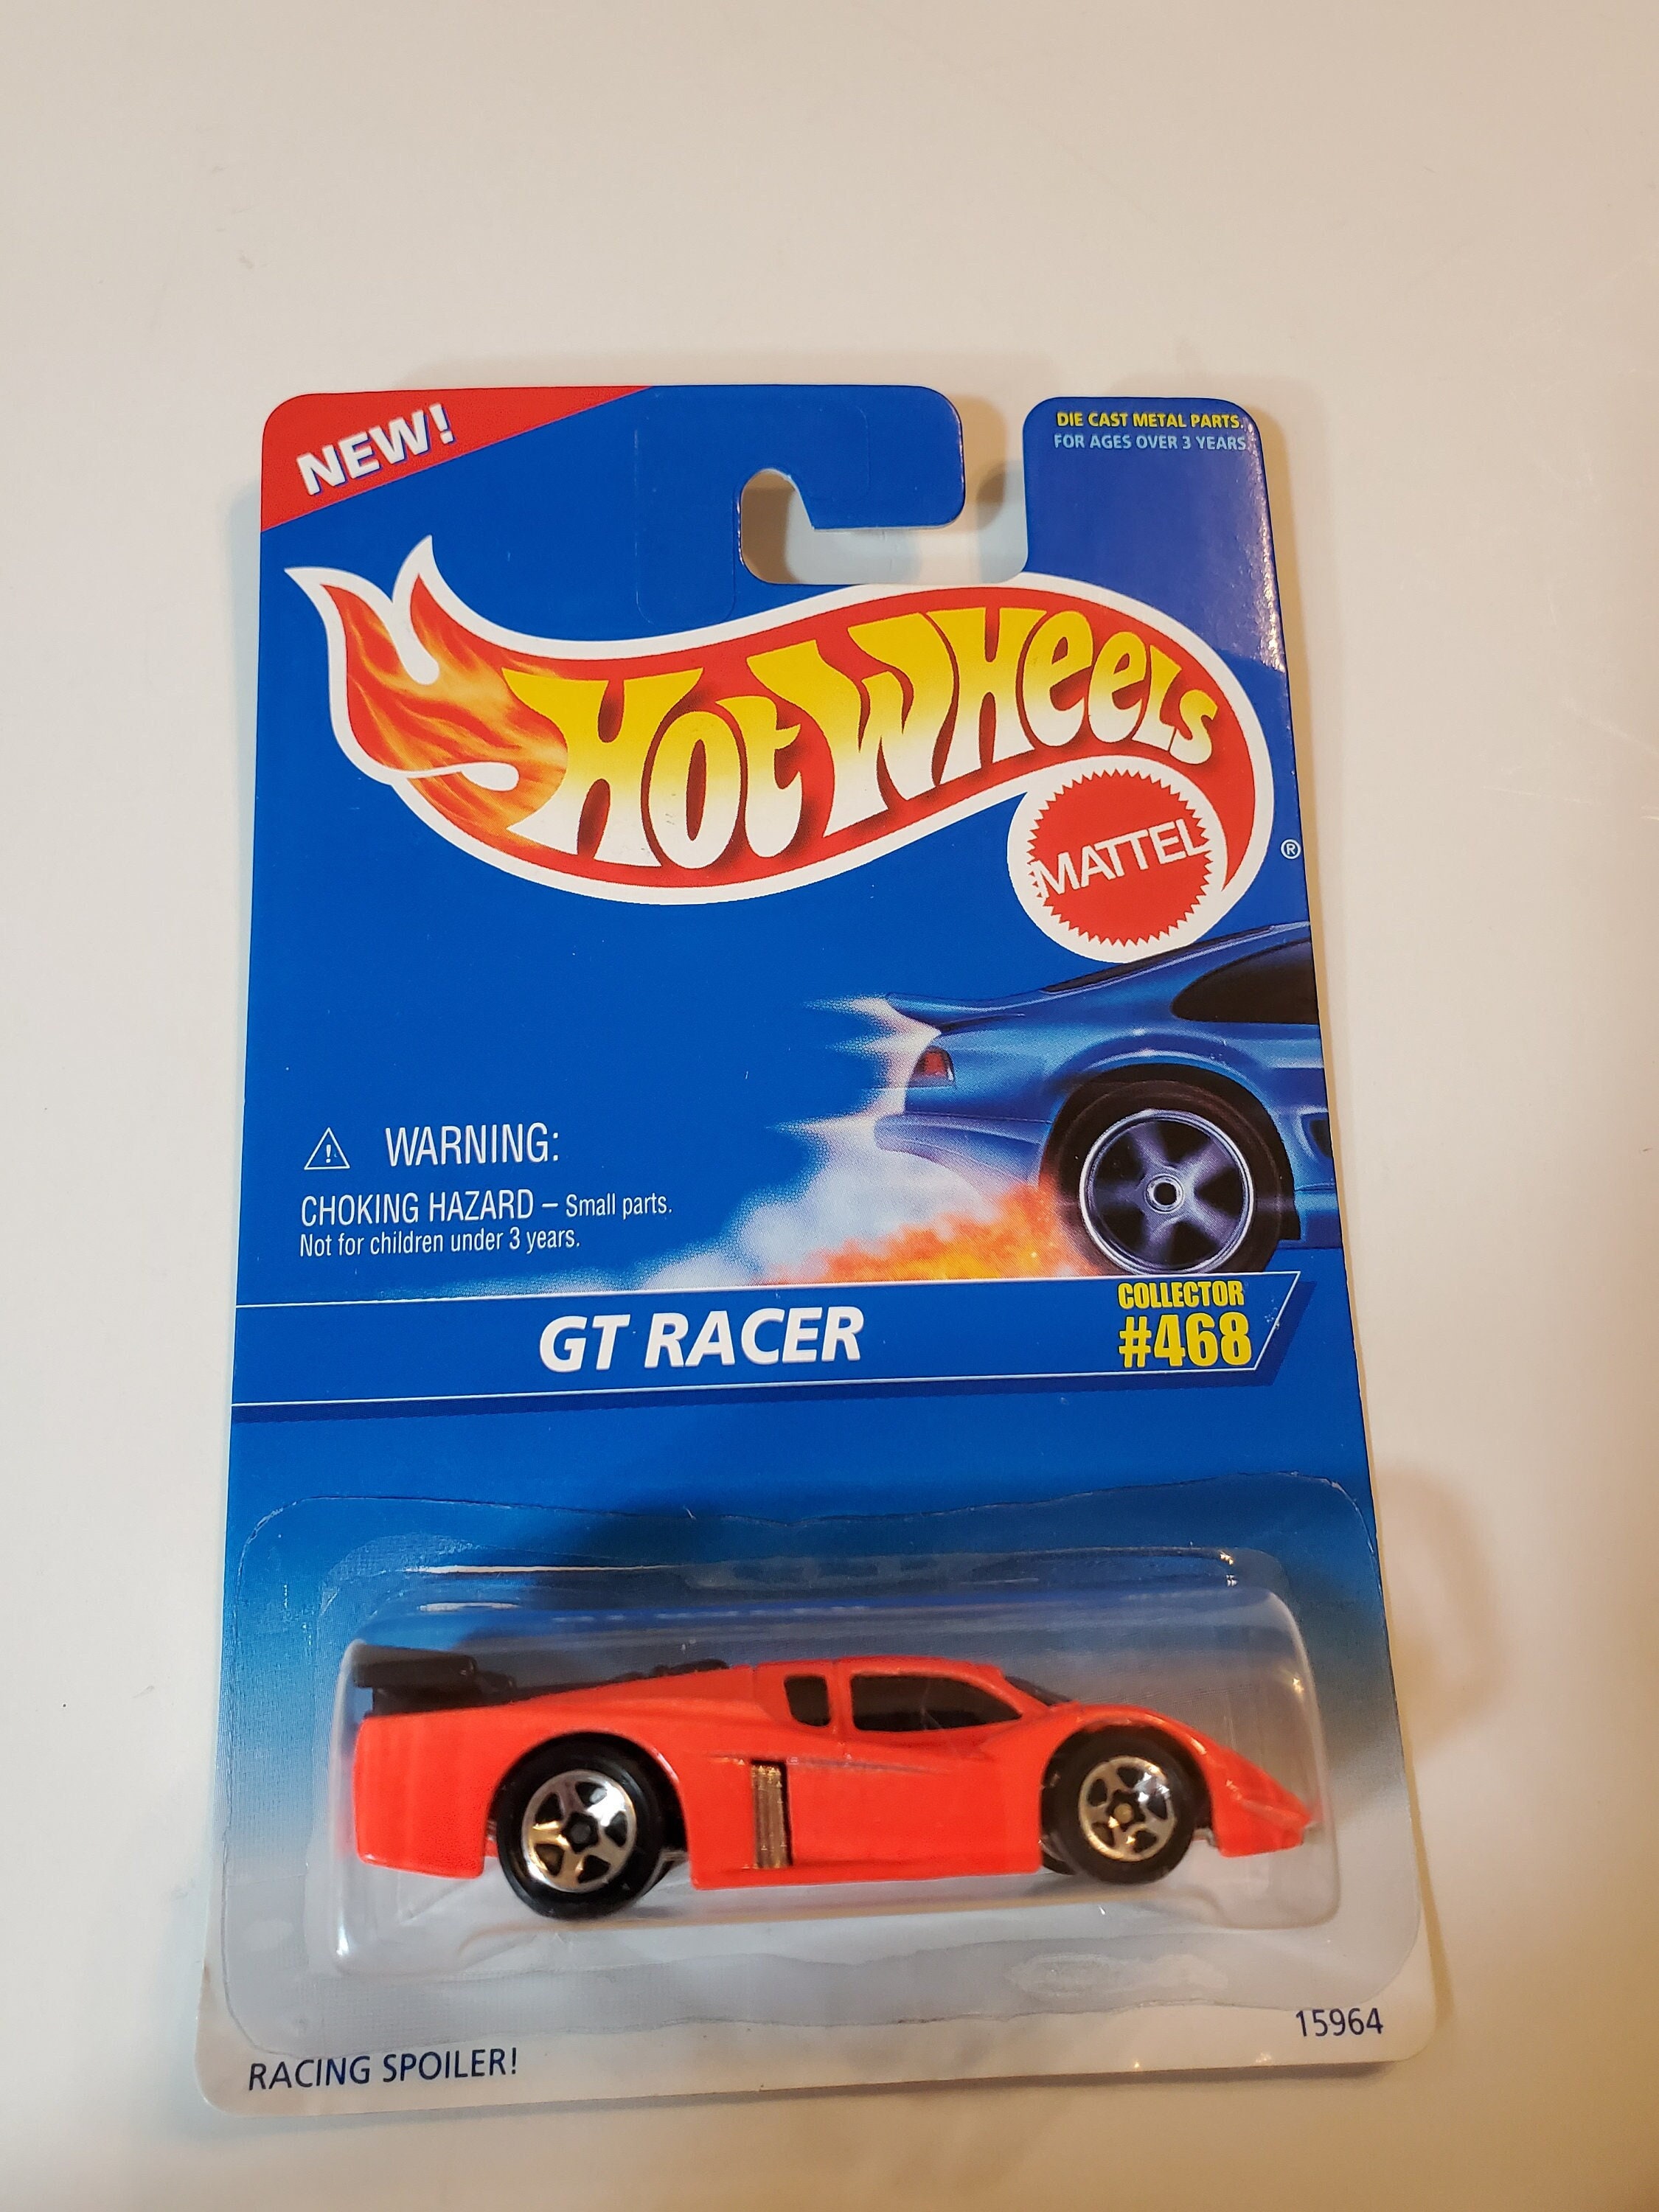 NEW!
DIE CAST METAL PARTS.
FOR AGES OVER 3 YEARS.
HOT WHEELS
MATTEL
®
WARNING:
CHOKING HAZARD – Small parts.
Not for children under 3 years.
GT RACER
COLLECTOR
#468
15964
RACING SPOILER!